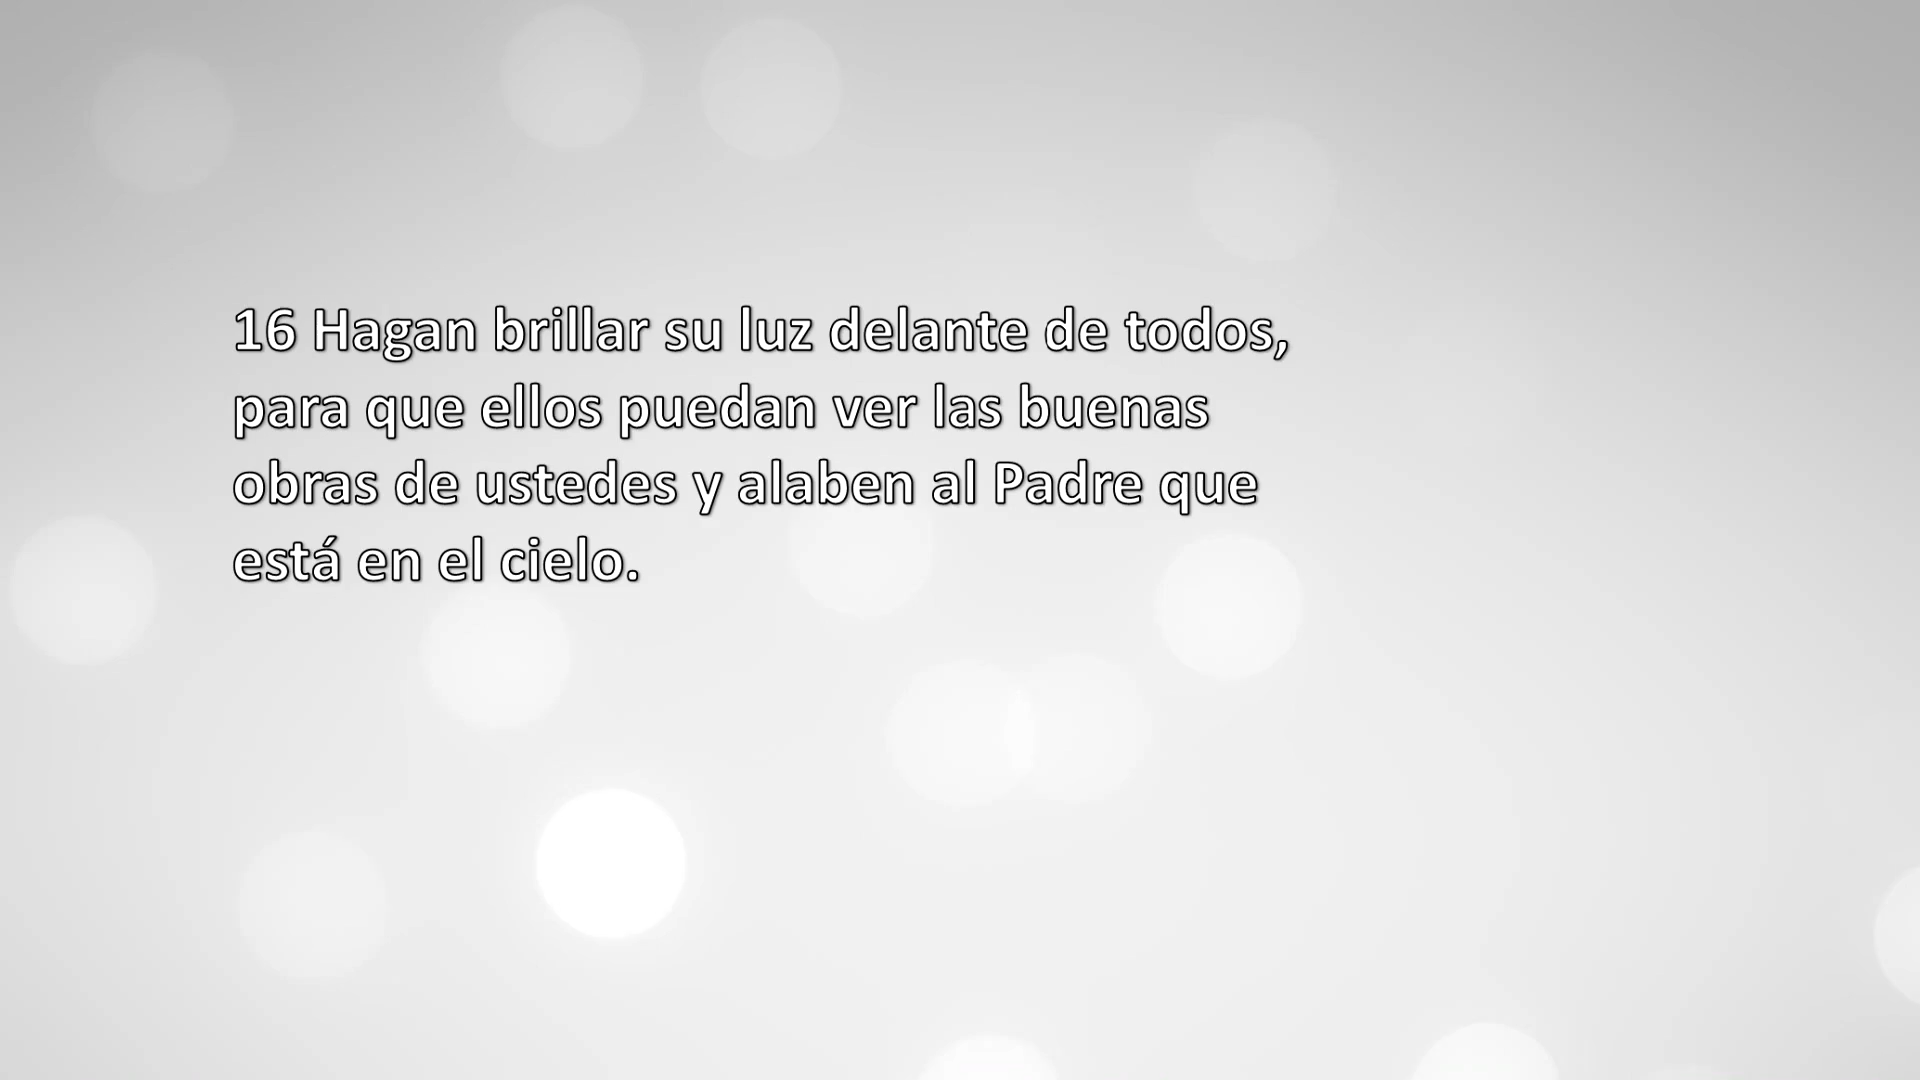 16 Hagan brillar su luz delante de todos,
para que ellos puedan ver las buenas
obras de ustedes y alaben al Padre que
está en el cielo.